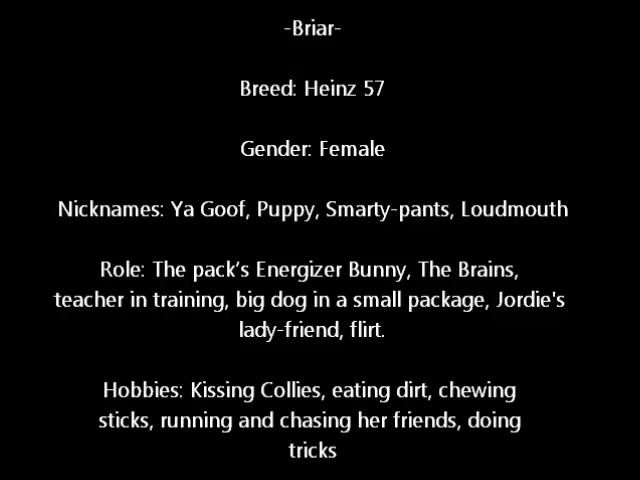 -Briar-
Breed: Heinz 57
Gender: Female
Nicknames: Ya Goof, Puppy, Smarty-pants, Loudmouth
Role: The pack’s Energizer Bunny, The Brains,
teacher in training, big dog in a small package, Jordie's
lady-friend, flirt.
Hobbies: Kissing Collies, eating dirt, chewing
sticks, running and chasing her friends, doing
tricks